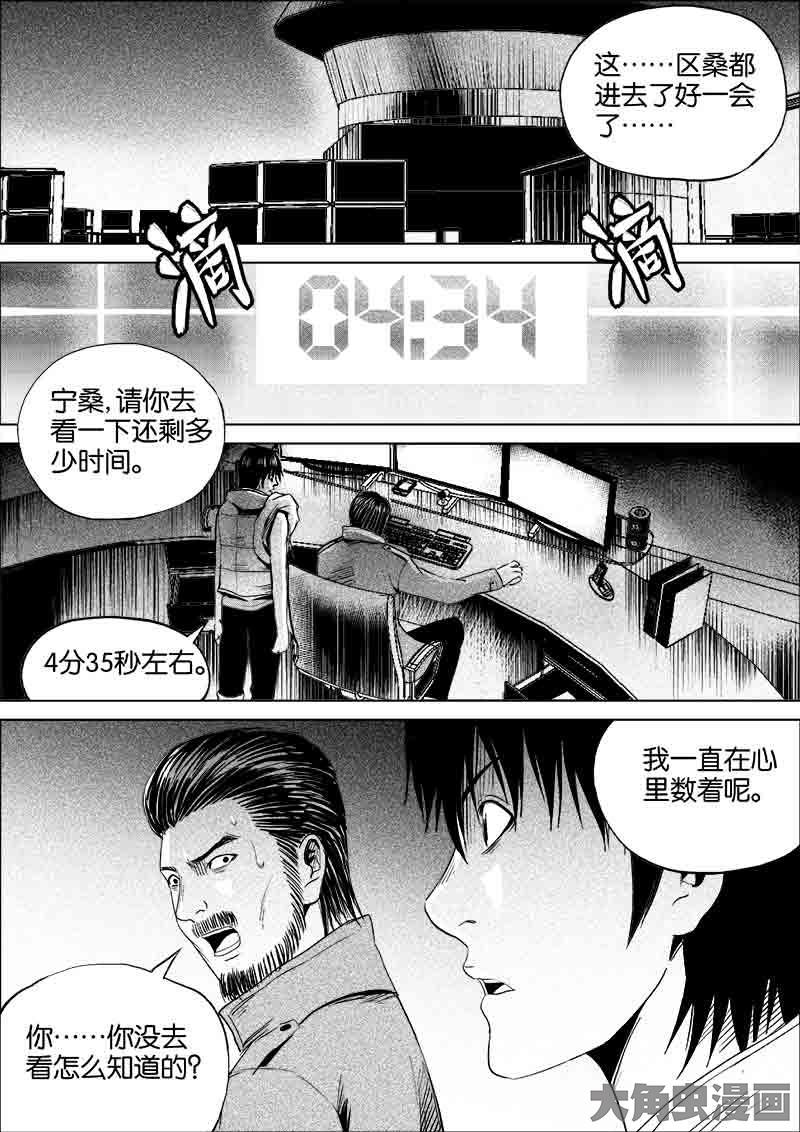 这……区桑都
进去了好一会
了……
滴
滴
04:34
宁桑,请你去
看一下还剩多
少时间。
4分35秒左右。
我一直在心
里数着呢。
你……你没去
看怎么知道的?
大角虫漫画